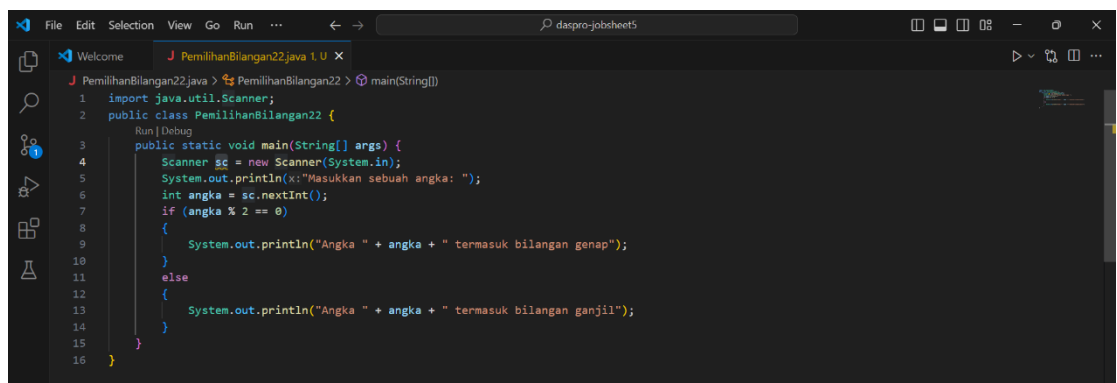 File Edit Selection View Go Run ... daspro-jobsheet5
Welcome J PemilihanBilangan22.java 1, U
J PemilihanBilangan22.java > PemilihanBilangan22 > main(String[])
1 import java.util.Scanner;
2 public class PemilihanBilangan22 {
Run | Debug
3 public static void main(String[] args) {
4 Scanner sc = new Scanner(System.in);
5 System.out.println(x:"Masukkan sebuah angka: ");
6 int angka = sc.nextInt();
7 if (angka % 2 == 0)
8 {
9 System.out.println("Angka " + angka + " termasuk bilangan genap");
10 }
11 else
12 {
13 System.out.println("Angka " + angka + " termasuk bilangan ganjil");
14 }
15 }
16 }
1